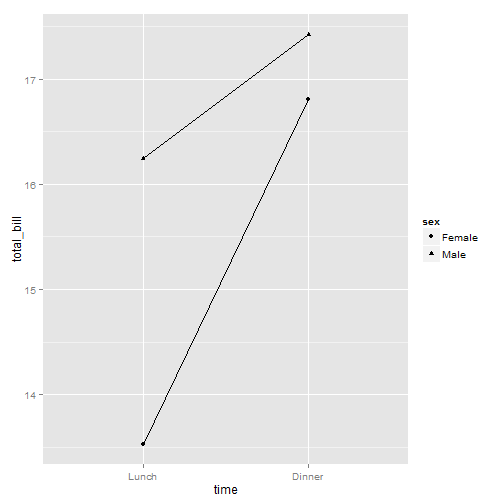 17
16
15
14
total_bill
Lunch
Dinner
time
sex
Female
Male